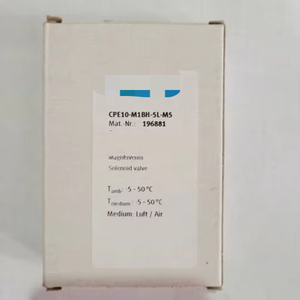 CPE10-M1BH-5L-M5
Mat.-Nr.: 196881
Magnetventil
Solenoid valve
Tamb: -5 - 50 °C
Tmedium: -5 - 50 °C
Medium: Luft / Air